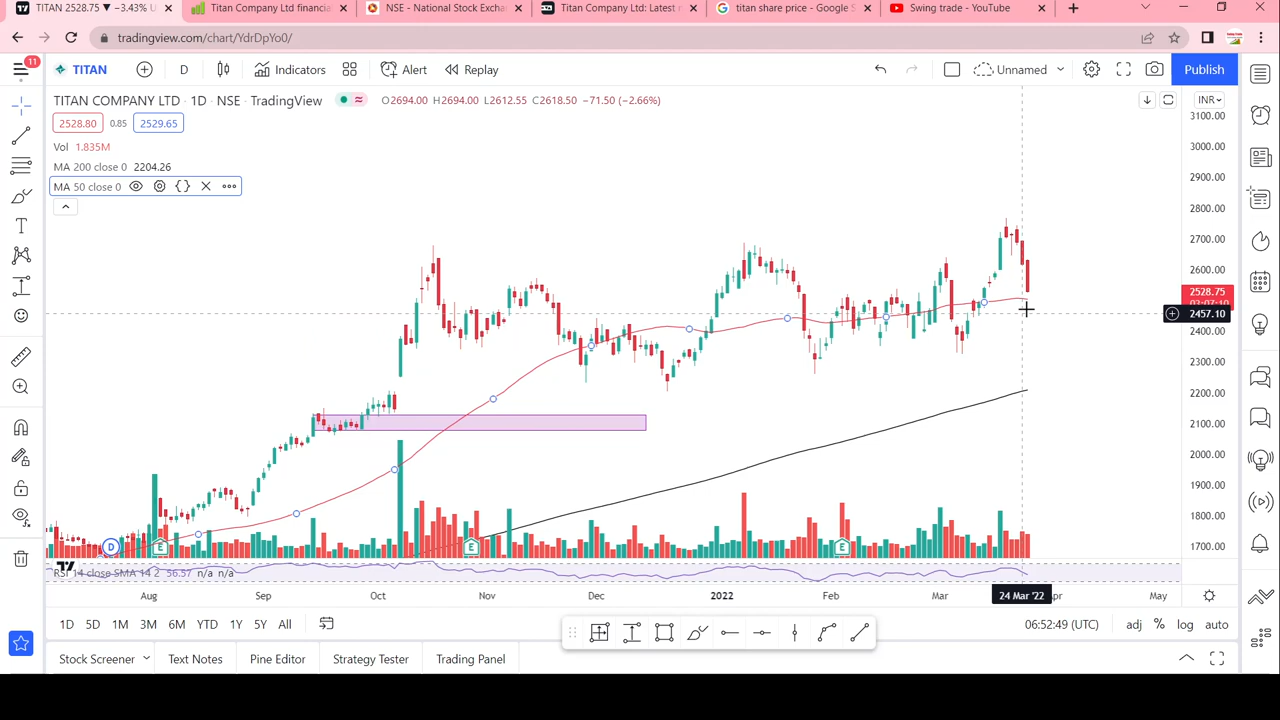 TITAN 2528.75 ▼ −3.43% U
Titan Company Ltd financial
NSE - National Stock Exchang
Titan Company Ltd: Latest n
titan share price - Google S
Swing trade - YouTube
tradingview.com/chart/YdrDpYo0/
11
TITAN
D
Indicators
Alert
Replay
Unnamed
Publish
TITAN COMPANY LTD · 1D · NSE · TradingView
O2694.00 H2694.00 L2612.55 C2618.50 −71.50 (−2.66%)
INR
2528.80
0.85
2529.65
Vol 1.835M
MA 200 close 0 2204.26
MA 50 close 0
3100.00
3000.00
2900.00
2800.00
2700.00
2600.00
2528.75
03:07:10
2457.10
2400.00
2300.00
2200.00
2100.00
2000.00
1900.00
1800.00
1700.00
D
E
E
E
RSI 14 close SMA 14 2 56.57 n/a n/a
Aug
Sep
Oct
Nov
Dec
2022
Feb
Mar
24 Mar '22
Apr
May
1D
5D
1M
3M
6M
YTD
1Y
5Y
All
06:52:49 (UTC)
adj
%
log
auto
Stock Screener
Text Notes
Pine Editor
Strategy Tester
Trading Panel